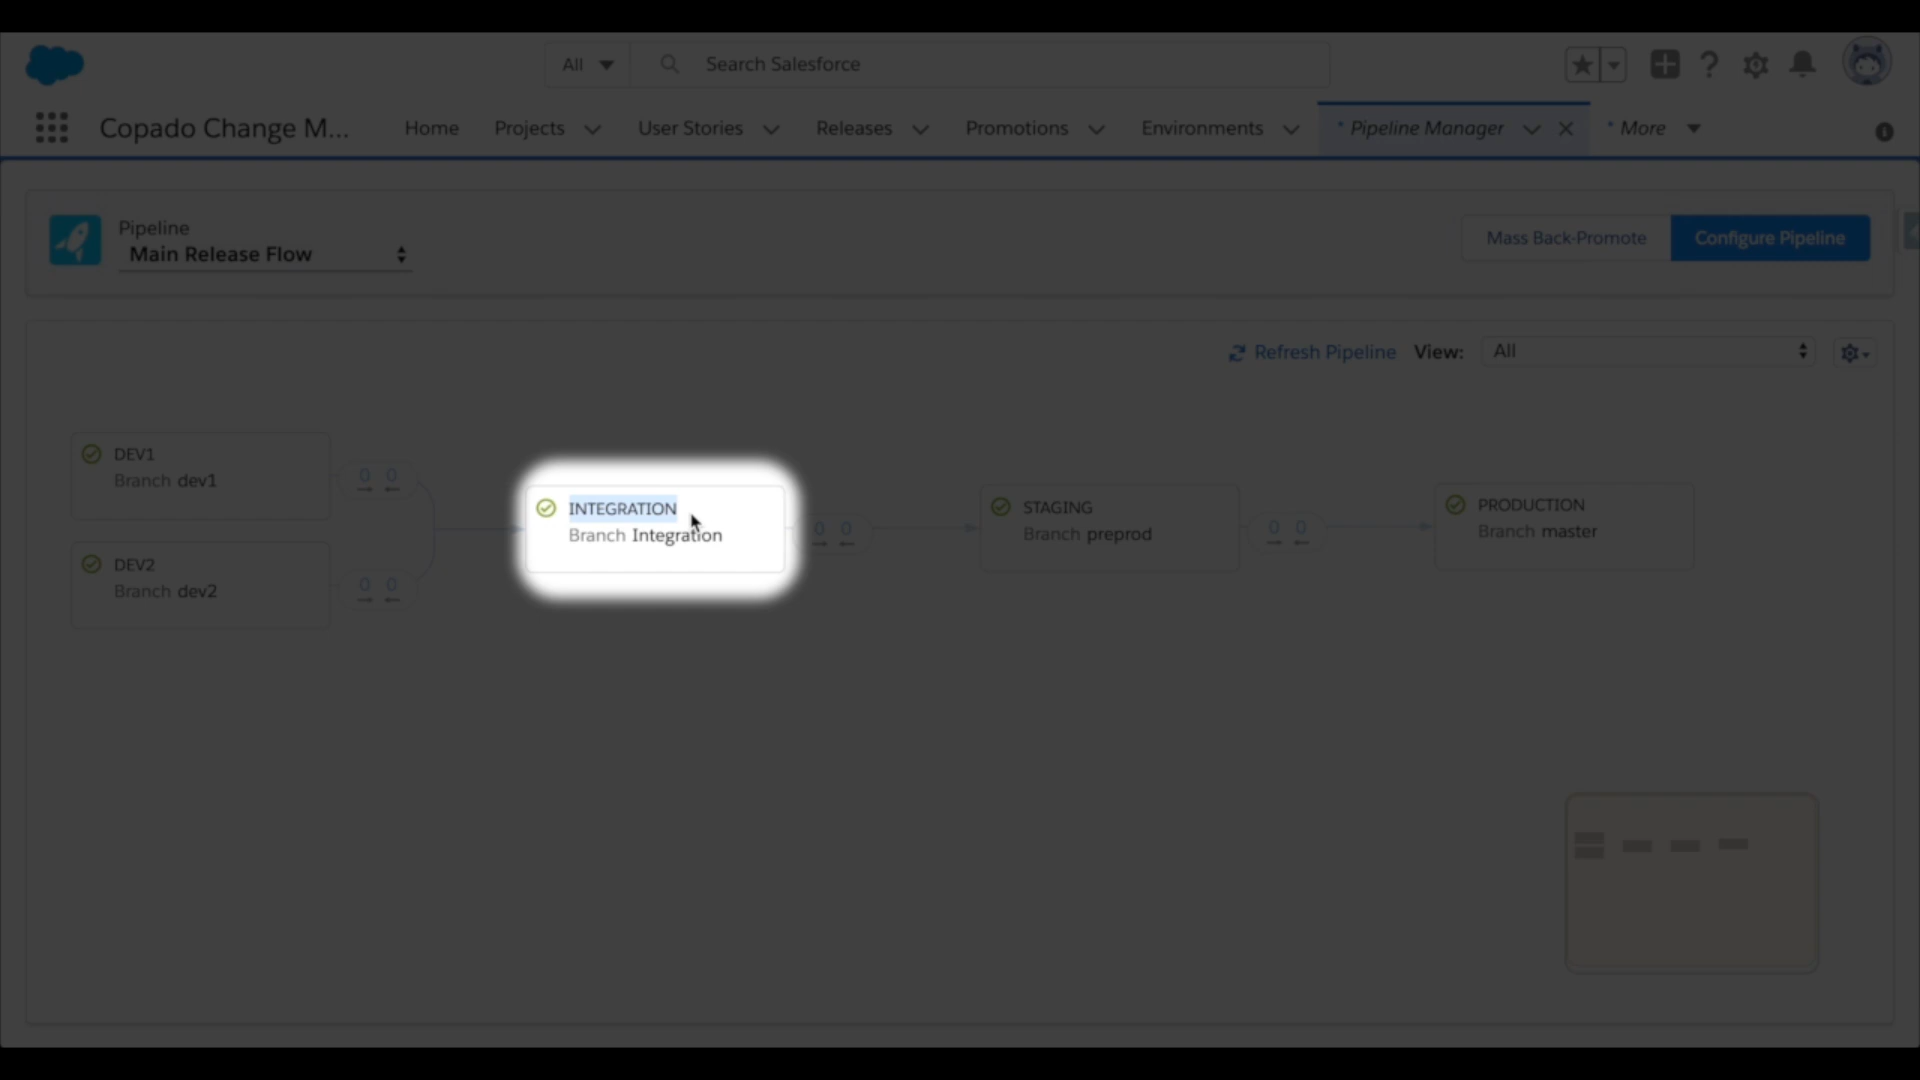 All
Search Salesforce
Copado Change M...
Home
Projects
User Stories
Releases
Promotions
Environments
* Pipeline Manager
* More
Pipeline
Main Release Flow
Mass Back-Promote
Configure Pipeline
Refresh Pipeline
View:
All
DEV1
Branch dev1
0 0
DEV2
Branch dev2
0 0
INTEGRATION
Branch Integration
0 0
STAGING
Branch preprod
0 0
PRODUCTION
Branch master